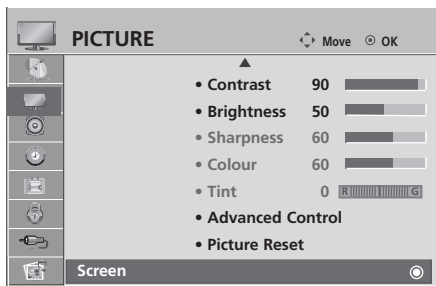 PICTURE Move OK
• Contrast 90
• Brightness 50
• Sharpness 60
• Colour 60
• Tint 0 R G
• Advanced Control
• Picture Reset
Screen